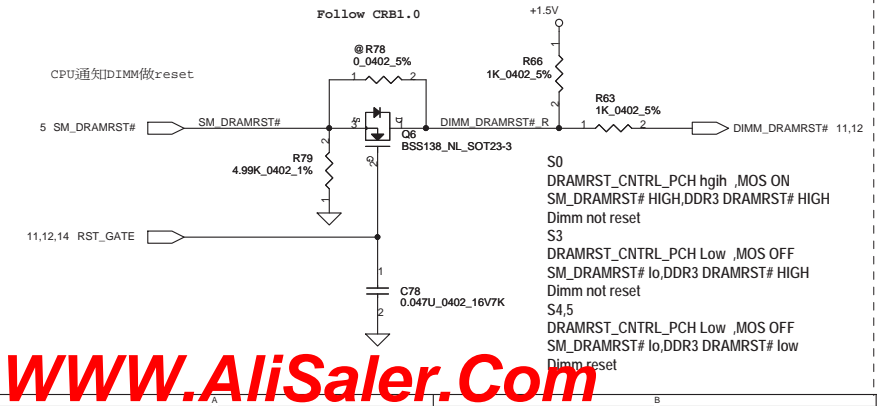 Follow CRB1.0
+1.5V
@R78
0_0402_5%
1
2
CPU通知DIMM做reset
1
R66
1K_0402_5%
2
R63
1K_0402_5%
5 SM_DRAMRST#
SM_DRAMRST#
3
S
D
1
DIMM_DRAMRST#_R
1
2
DIMM_DRAMRST# 11,12
Q6
BSS138_NL_SOT23-3
G
2
2
R79
4.99K_0402_1%
1
11,12,14 RST_GATE
1
C78
0.047U_0402_16V7K
2
S0
DRAMRST_CNTRL_PCH hgih ,MOS ON
SM_DRAMRST# HIGH,DDR3 DRAMRST# HIGH
Dimm not reset
S3
DRAMRST_CNTRL_PCH Low ,MOS OFF
SM_DRAMRST# lo,DDR3 DRAMRST# HIGH
Dimm not reset
S4,5
DRAMRST_CNTRL_PCH Low ,MOS OFF
SM_DRAMRST# lo,DDR3 DRAMRST# low
Dimm reset
WWW.AliSaler.Com
A
B